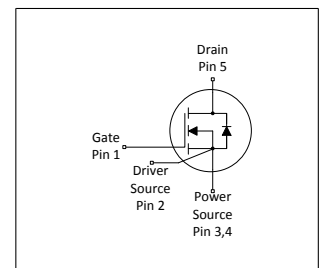 Drain
Pin 5
Gate
Pin 1
Driver
Source
Pin 2
Power
Source
Pin 3,4